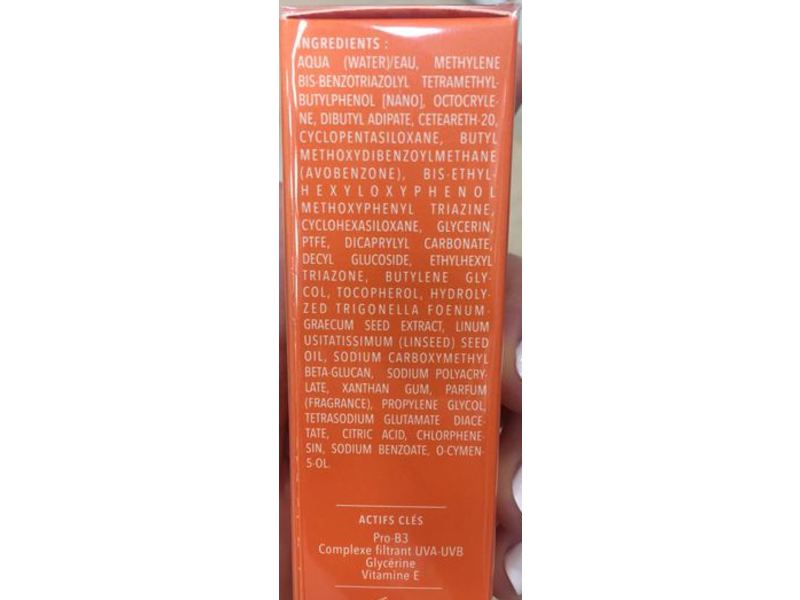 INGREDIENTS :
AQUA (WATER)/EAU, METHYLENE
BIS-BENZOTRIAZOLYL TETRAMETHYL-
BUTYLPHENOL [NANO], OCTOCRYLE-
NE, DIBUTYL ADIPATE, CETEARETH-20,
CYCLOPENTASILOXANE, BUTYL
METHOXYDIBENZOYLMETHANE
(AVOBENZONE), BIS-ETHYL-
HEXYLOXYPHENOL
METHOXYPHENYL TRIAZINE,
CYCLOHEXASILOXANE, GLYCERIN,
PTFE, DICAPRYLYL CARBONATE,
DECYL GLUCOSIDE, ETHYLHEXYL
TRIAZONE, BUTYLENE GLY-
COL, TOCOPHEROL, HYDROLY-
ZED TRIGONELLA FOENUM-
GRAECUM SEED EXTRACT, LINUM
USITATISSIMUM (LINSEED) SEED
OIL, SODIUM CARBOXYMETHYL
BETA-GLUCAN, SODIUM POLYACRY-
LATE, XANTHAN GUM, PARFUM
(FRAGRANCE), PROPYLENE GLYCOL,
TETRASODIUM GLUTAMATE DIACE-
TATE, CITRIC ACID, CHLORPHENE-
SIN, SODIUM BENZOATE, O-CYMEN-
5-OL.
ACTIFS CLÉS
Pro-B3
Complexe filtrant UVA-UVB
Glycérine
Vitamine E